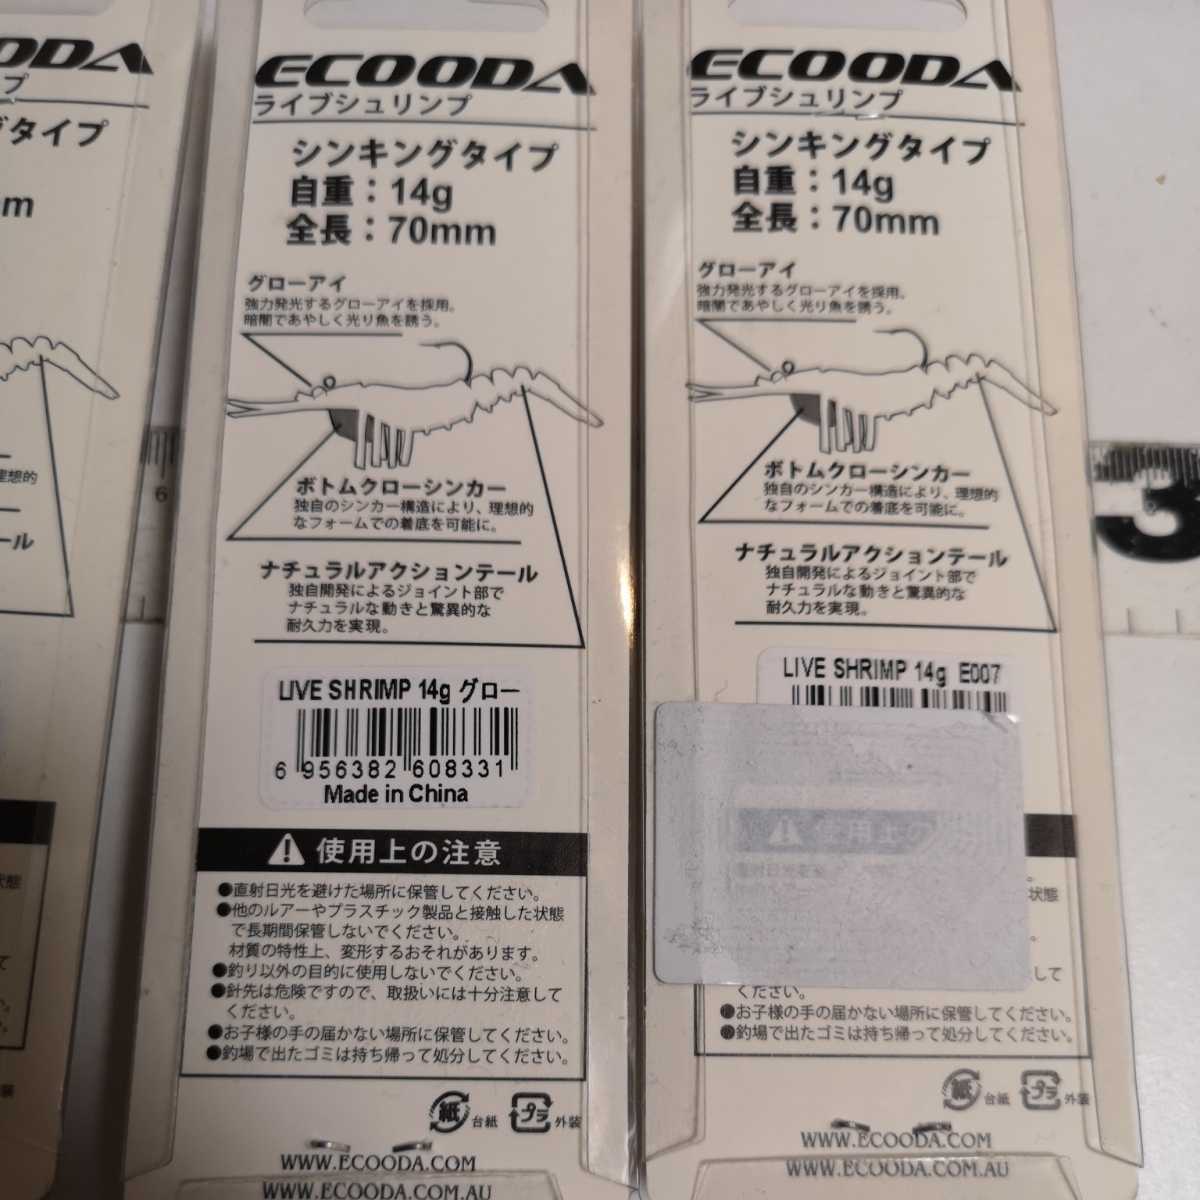 ECOODA
ライブシュリンプ
シンキングタイプ
自重：14g
全長：70mm
グローアイ
強力発光するグローアイを採用。
暗闇であやしく光り魚を誘う。
ボトムクローシンカー
独自のシンカー構造により、理想的
なフォームでの着底を可能に。
ナチュラルアクションテール
独自開発によるジョイント部で
ナチュラルな動きと驚異的な
耐久力を実現。
LIVE SHRIMP 14g グロー
6 956382 608331
Made in China
使用上の注意
●直射日光を避けた場所に保管してください。
●他のルアーやプラスチック製品と接触した状態
で長期間保管しないでください。
材質の特性上、変形するおそれがあります。
●釣り以外の目的に使用しないでください。
●針先は危険ですので、取扱いには十分注意して
ください。
●お子様の手の届かない場所に保管してください。
●釣場で出たゴミは持ち帰って処分してください。
紙 台紙 プラ 外装
WWW.ECOODA.COM
WWW.ECOODA.COM.AU
ECOODA
ライブシュリンプ
シンキングタイプ
自重：14g
全長：70mm
グローアイ
強力発光するグローアイを採用。
暗闇であやしく光り魚を誘う。
ボトムクローシンカー
独自のシンカー構造により、理想的
なフォームでの着底を可能に。
ナチュラルアクションテール
独自開発によるジョイント部で
ナチュラルな動きと驚異的な
耐久力を実現。
LIVE SHRIMP 14g E007
使用上の
状態
して
ください。
●お子様の手の届かない場所に保管してください。
●釣場で出たゴミは持ち帰って処分してください。
紙 台紙 プラ 外装
WWW.ECOODA.COM
WWW.ECOODA.COM.AU
ODA
プ
タイプ
m
理想的
ール
状態
て
装
6
3